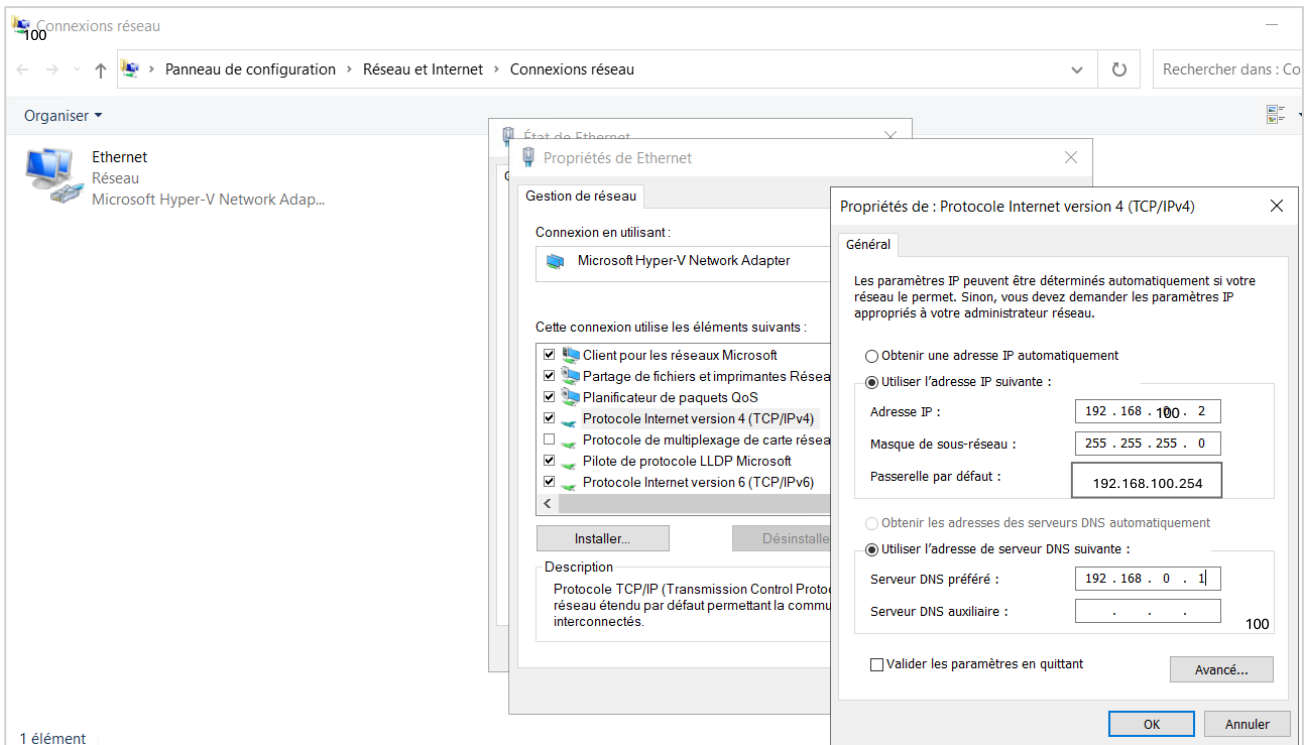 Connexions réseau
100
Panneau de configuration › Réseau et Internet › Connexions réseau
Rechercher dans : Co
Organiser
Ethernet
Réseau
Microsoft Hyper-V Network Adap...
État de Ethernet
Propriétés de Ethernet
Gestion de réseau
Connexion en utilisant :
Microsoft Hyper-V Network Adapter
Cette connexion utilise les éléments suivants :
Client pour les réseaux Microsoft
Partage de fichiers et imprimantes Résea
Planificateur de paquets QoS
Protocole Internet version 4 (TCP/IPv4)
Protocole de multiplexage de carte résea
Pilote de protocole LLDP Microsoft
Protocole Internet version 6 (TCP/IPv6)
Installer...
Désinstalle
Description
Protocole TCP/IP (Transmission Control Proto
réseau étendu par défaut permettant la commu
interconnectés.
Propriétés de : Protocole Internet version 4 (TCP/IPv4)
Général
Les paramètres IP peuvent être déterminés automatiquement si votre
réseau le permet. Sinon, vous devez demander les paramètres IP
appropriés à votre administrateur réseau.
Obtenir une adresse IP automatiquement
Utiliser l'adresse IP suivante :
Adresse IP : 192 . 168 . 100 . 2
Masque de sous-réseau : 255 . 255 . 255 . 0
Passerelle par défaut : 192.168.100.254
Obtenir les adresses des serveurs DNS automatiquement
Utiliser l'adresse de serveur DNS suivante :
Serveur DNS préféré : 192 . 168 . 0 . 1
Serveur DNS auxiliaire : . . .
100
Valider les paramètres en quittant
Avancé...
OK
Annuler
1 élément